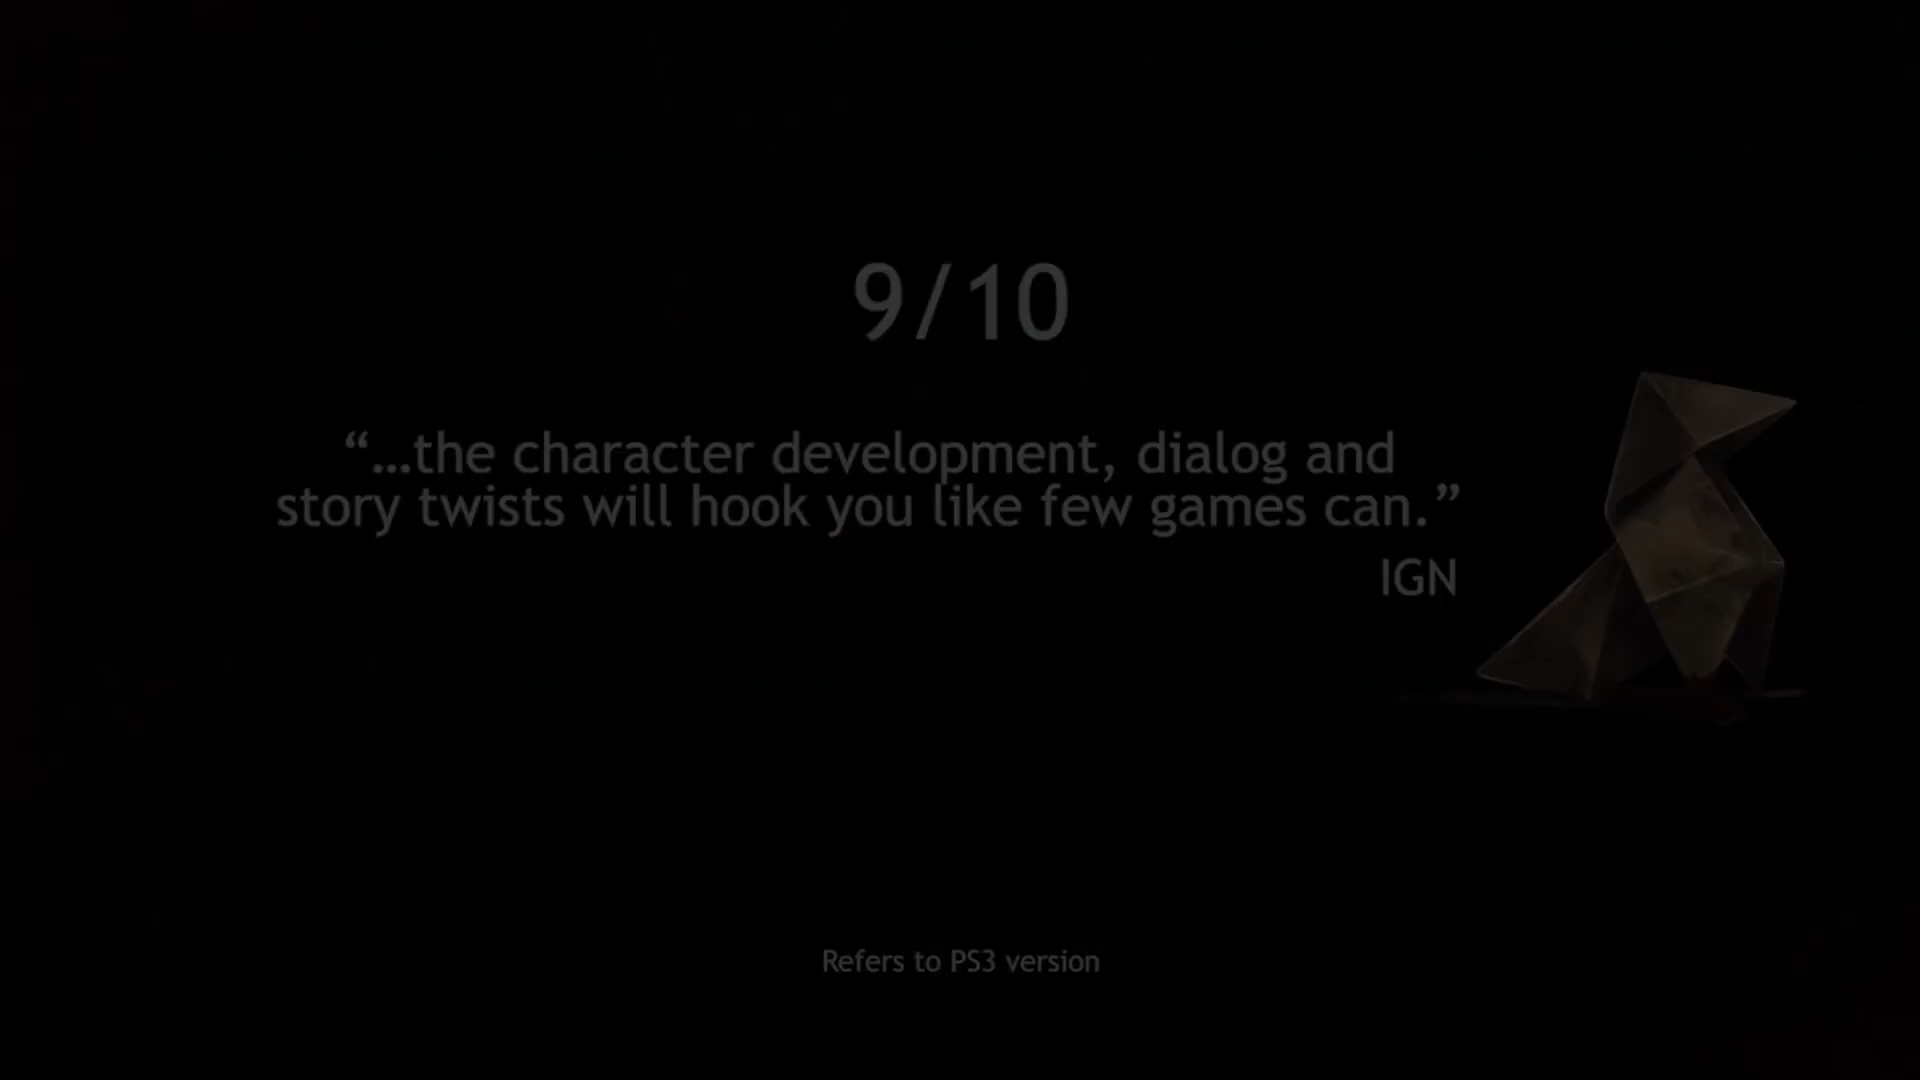 9/10
“...the character development, dialog and
story twists will hook you like few games can.”
IGN
Refers to PS3 version